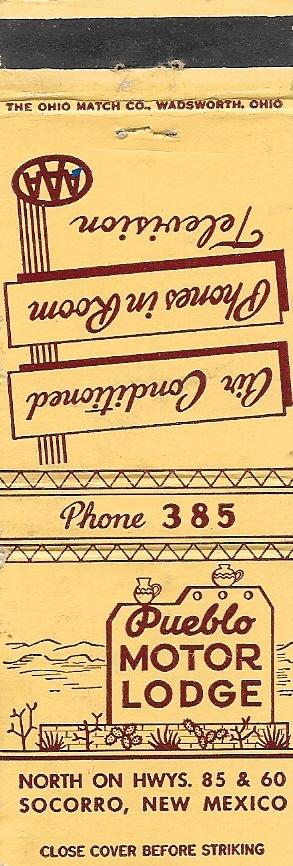 THE OHIO MATCH CO., WADSWORTH, OHIO
AAA
Television
Phones in Room
Air Conditioned
Phone 385
Pueblo
MOTOR
LODGE
NORTH ON HWYS. 85 & 60
SOCORRO, NEW MEXICO
CLOSE COVER BEFORE STRIKING